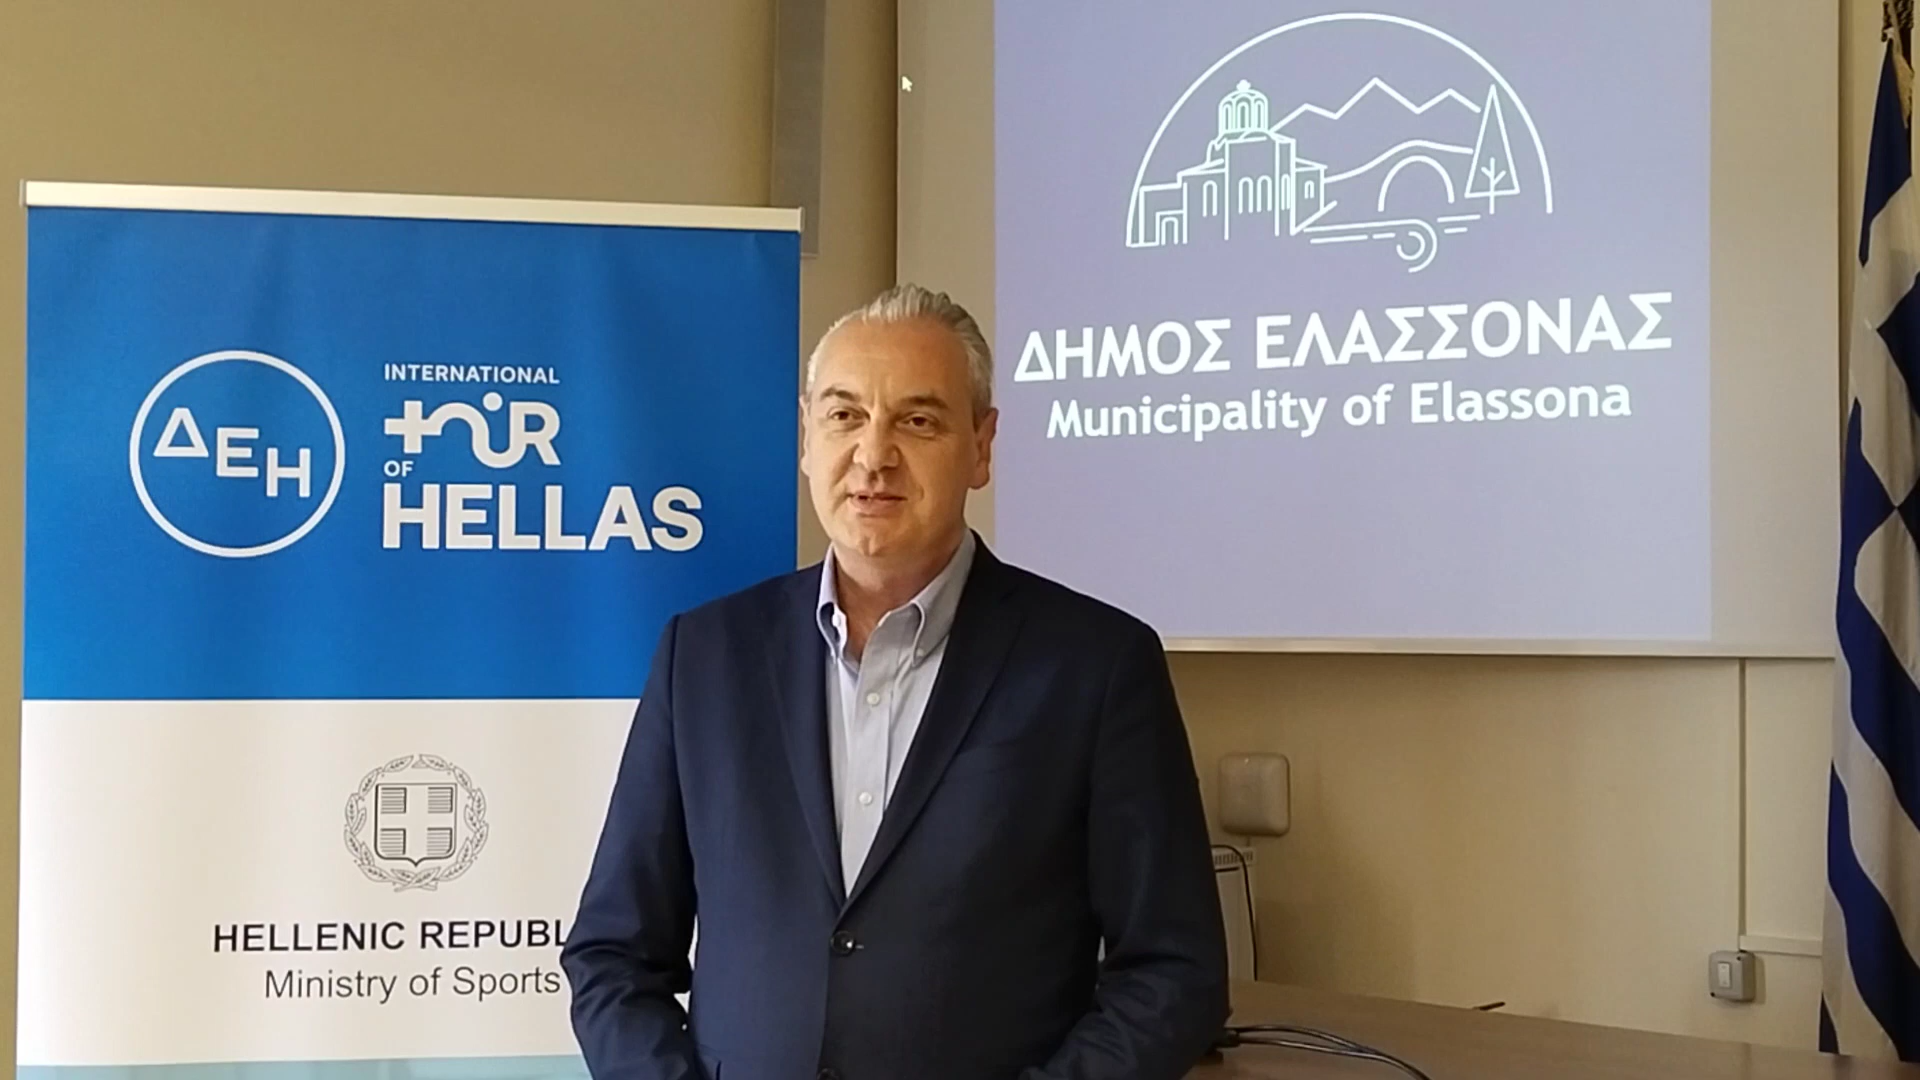 ΔΕΗ
INTERNATIONAL
TOUR
OF
HELLAS
HELLENIC REPUBL
Ministry of Sports
ΔΗΜΟΣ ΕΛΑΣΣΟΝΑΣ
Municipality of Elassona